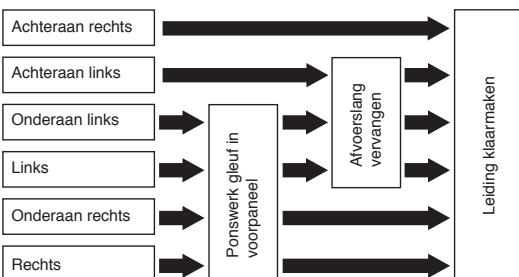 Achteraan rechts
Achteraan links
Onderaan links
Links
Onderaan rechts
Rechts
Ponswerk gleuf in
voorpaneel
Afvoerslang
vervangen
Leiding klaarmaken